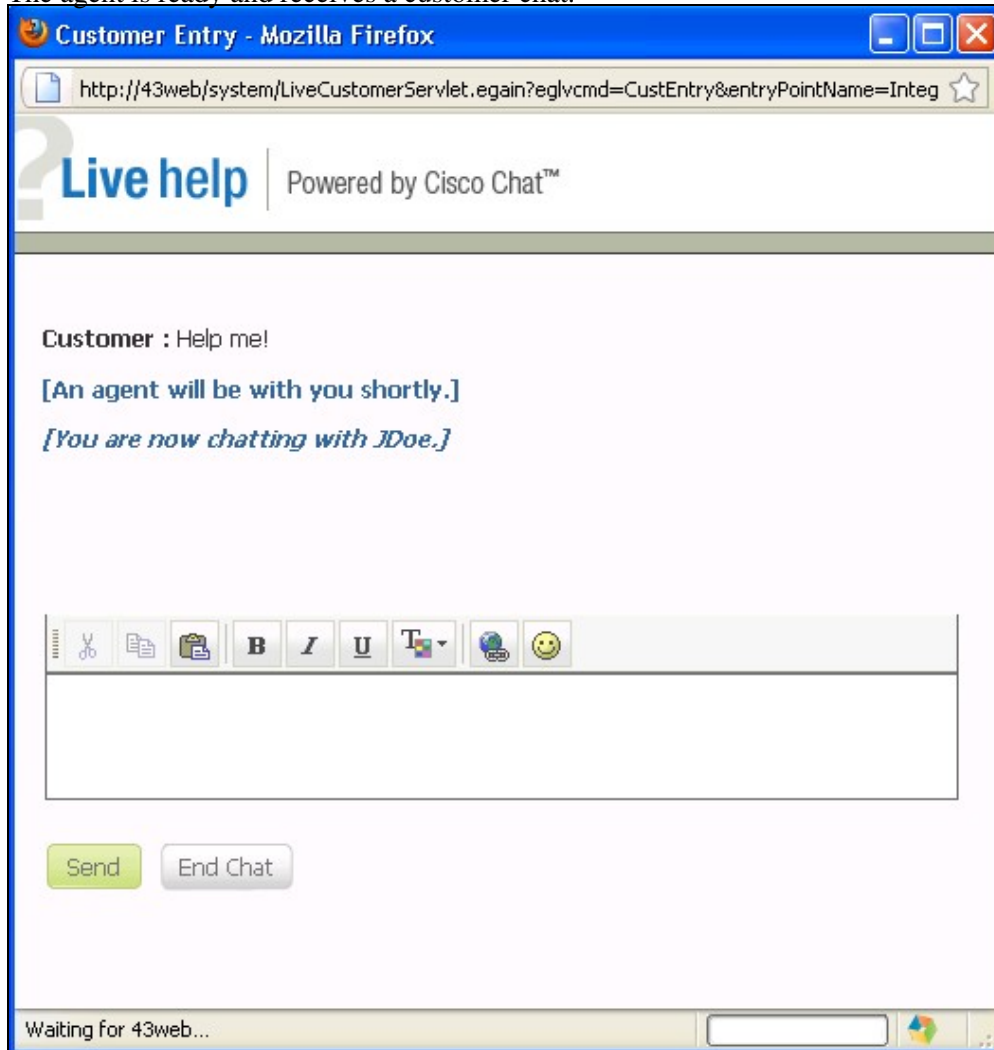 The agent is ready and receives a customer chat.
Customer Entry - Mozilla Firefox
http://43web/system/LiveCustomerServlet.egain?eglvcmd=CustEntry&entryPointName=Integ
? Live help Powered by Cisco Chat™
Customer : Help me!
[An agent will be with you shortly.]
[You are now chatting with JDoe.]
B I U T
Send End Chat
Waiting for 43web...